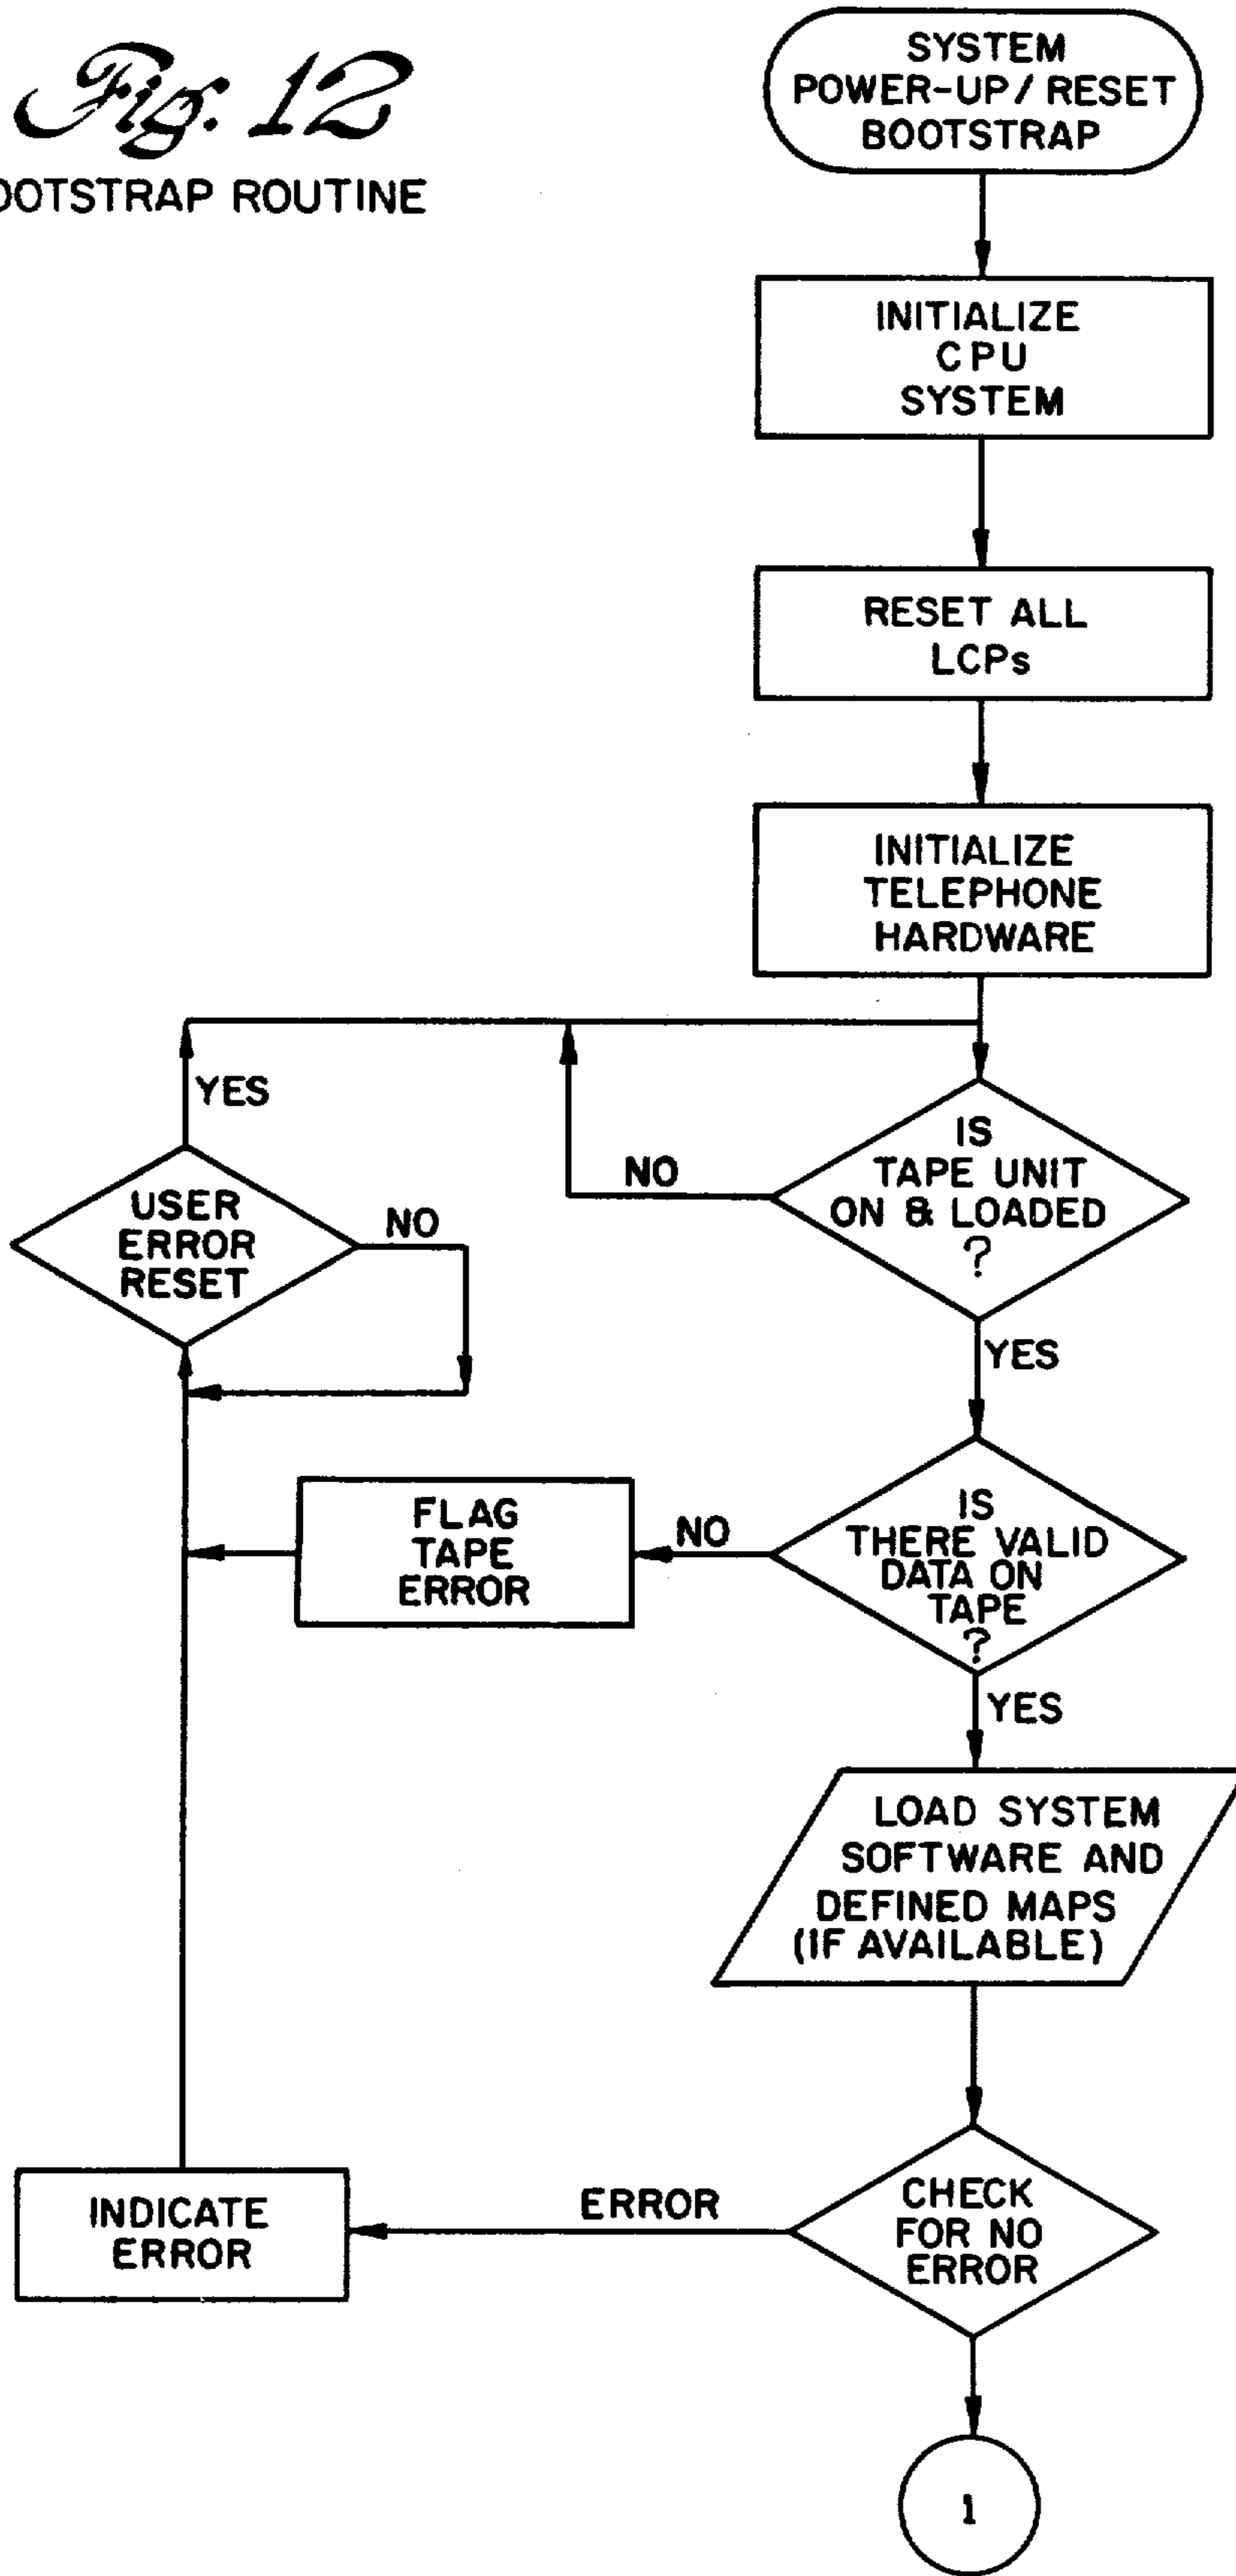 Fig. 12
OOTSTRAP ROUTINE
SYSTEM
POWER-UP / RESET
BOOTSTRAP
INITIALIZE
CPU
SYSTEM
RESET ALL
LCPs
INITIALIZE
TELEPHONE
HARDWARE
YES
IS
TAPE UNIT
ON & LOADED
?
NO
USER
ERROR
RESET
NO
YES
IS
THERE VALID
DATA ON
TAPE
?
NO
FLAG
TAPE
ERROR
YES
LOAD SYSTEM
SOFTWARE AND
DEFINED MAPS
(IF AVAILABLE)
CHECK
FOR NO
ERROR
ERROR
INDICATE
ERROR
1